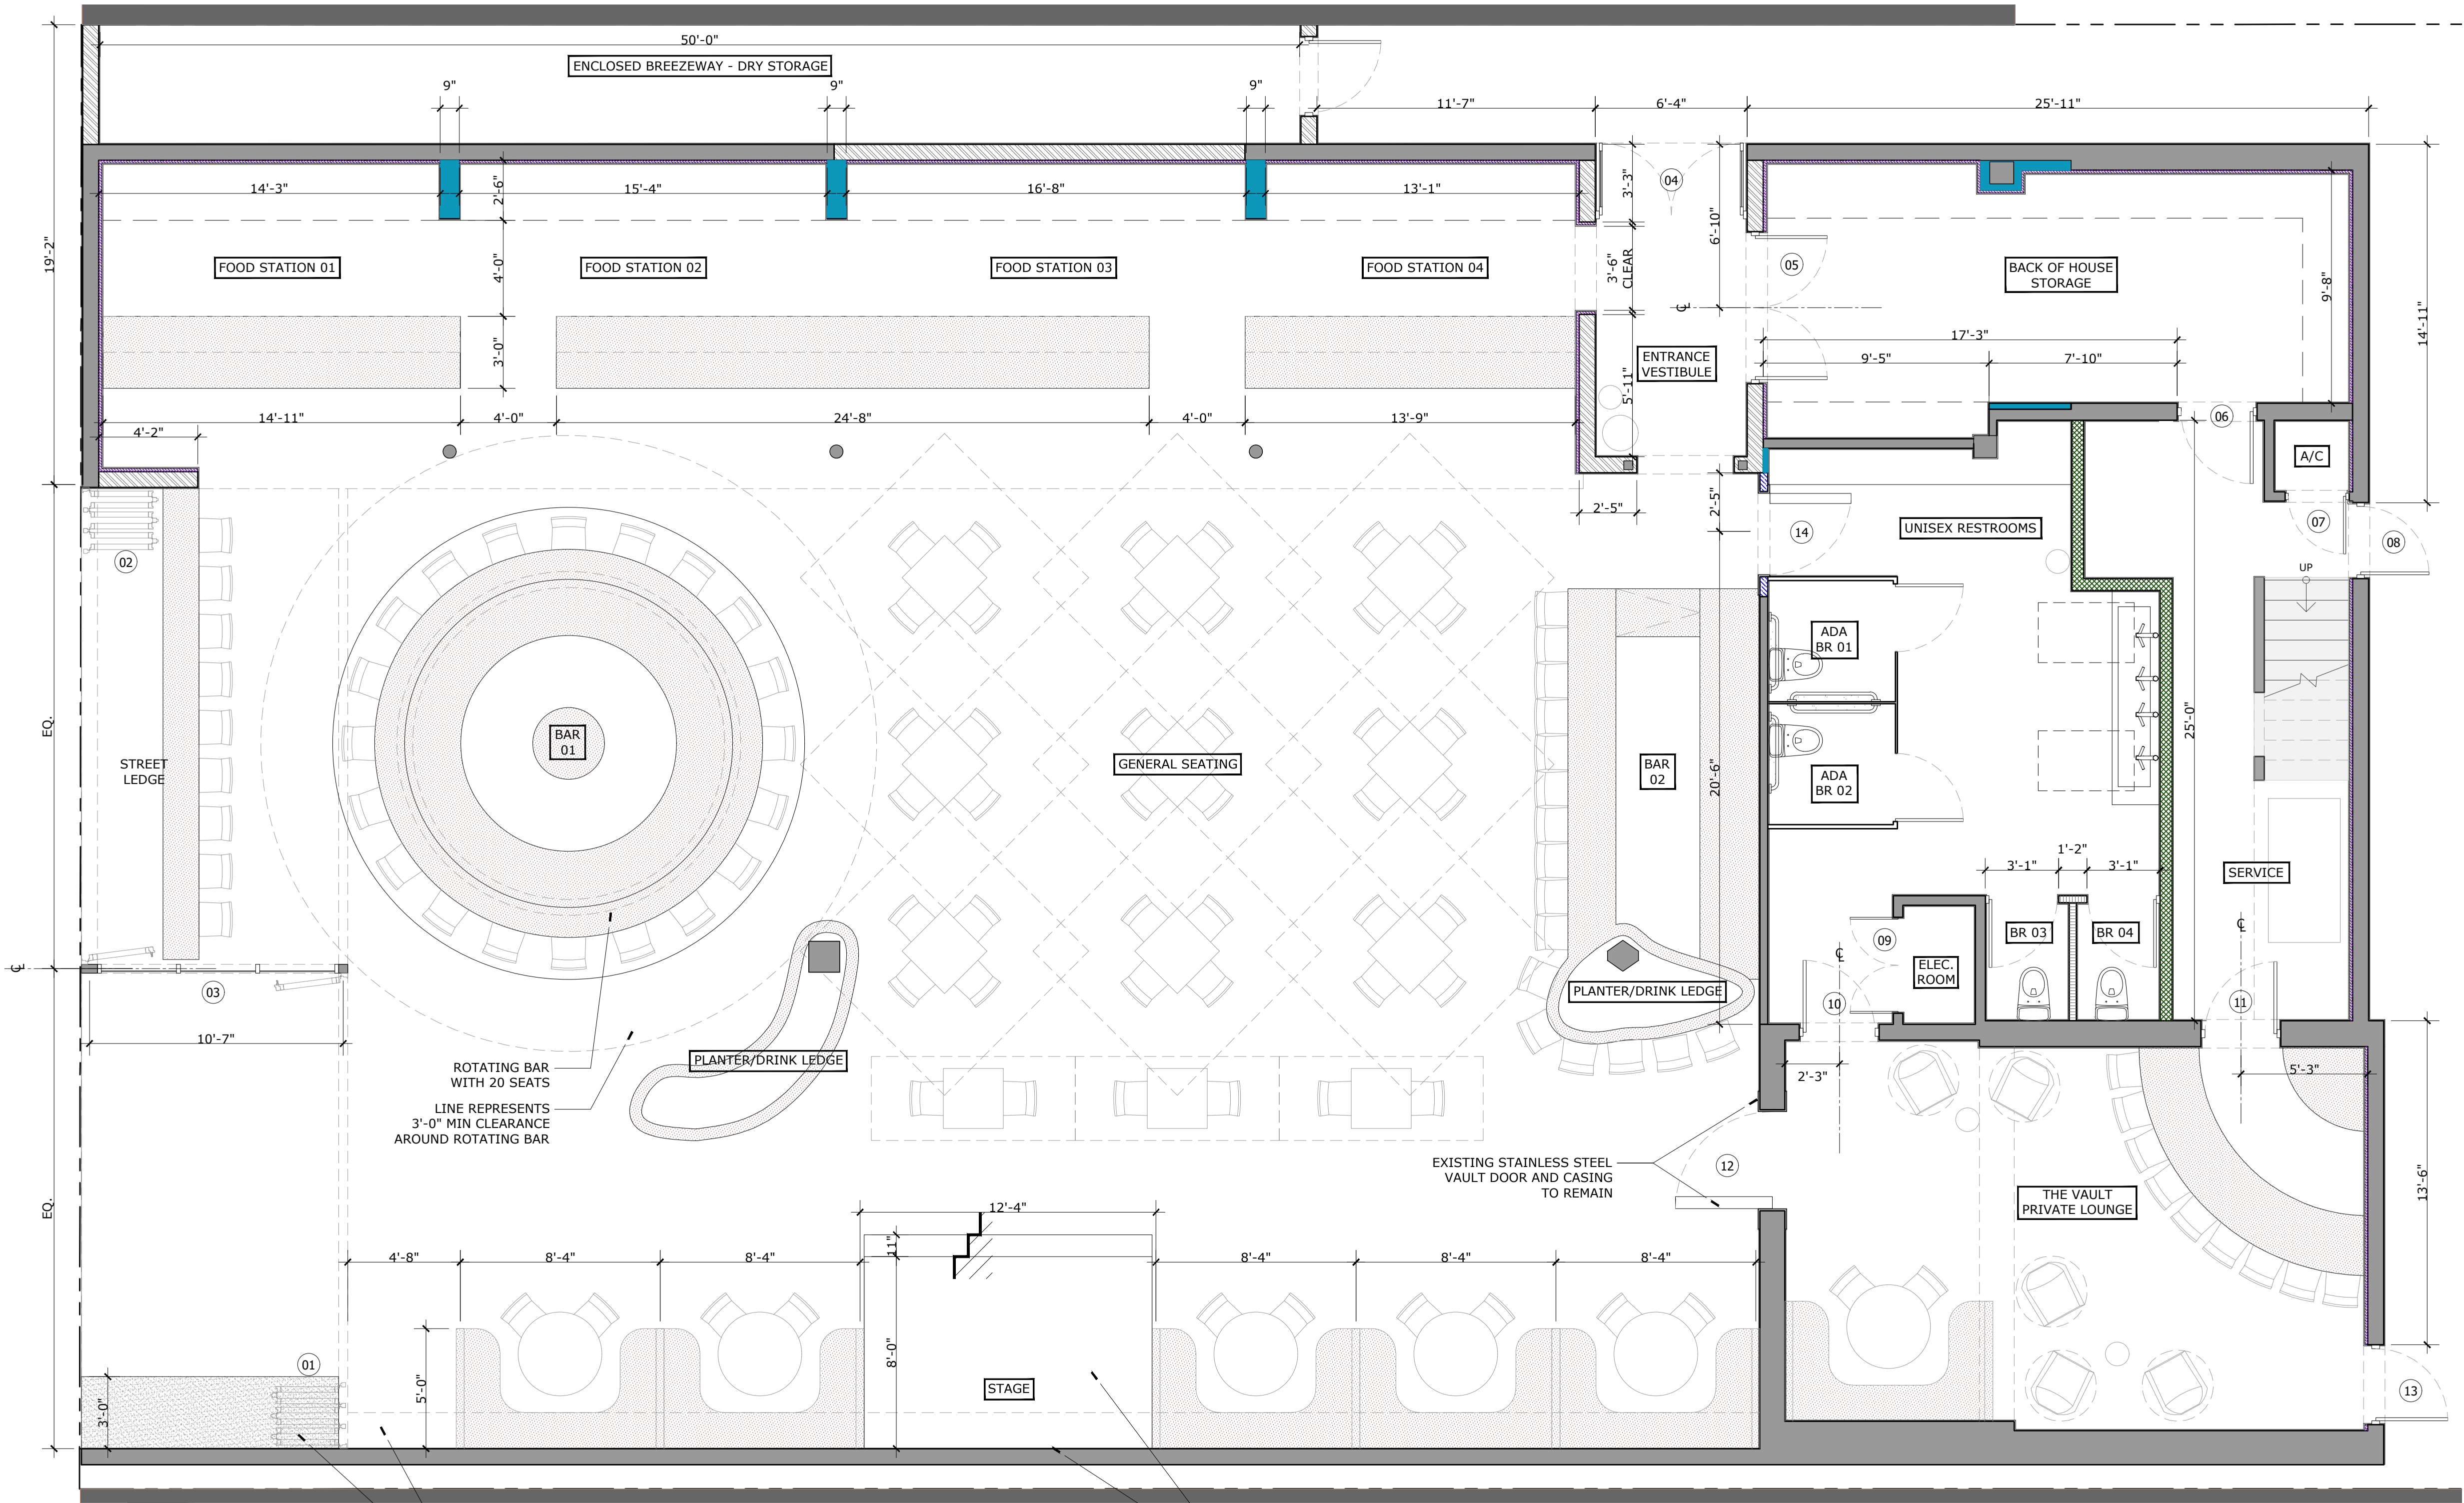 50'-0"
ENCLOSED BREEZEWAY - DRY STORAGE
9"
9"
9"
11'-7"
6'-4"
25'-11"
14'-3"
2'-6"
15'-4"
16'-8"
13'-1"
3'-3"
04
6'-10"
19'-2"
FOOD STATION 01
4'-0"
FOOD STATION 02
FOOD STATION 03
FOOD STATION 04
3'-6"
CLEAR
05
BACK OF HOUSE
STORAGE
9'-8"
14'-11"
℄
3'-0"
ENTRANCE
VESTIBULE
5'-11"
17'-3"
9'-5"
7'-10"
14'-11"
4'-0"
24'-8"
4'-0"
13'-9"
06
4'-2"
A/C
2'-5"
2'-5"
02
14
UNISEX RESTROOMS
07
08
UP
ADA
BR 01
EQ.
STREET
LEDGE
BAR
01
GENERAL SEATING
BAR
02
20'-6"
ADA
BR 02
25'-0"
1'-2"
3'-1"
3'-1"
SERVICE
℄
03
℄
09
BR 03
BR 04
℄
ELEC.
ROOM
PLANTER/DRINK LEDGE
10
11
10'-7"
PLANTER/DRINK LEDGE
ROTATING BAR
WITH 20 SEATS
2'-3"
5'-3"
LINE REPRESENTS
3'-0" MIN CLEARANCE
AROUND ROTATING BAR
EXISTING STAINLESS STEEL
VAULT DOOR AND CASING
TO REMAIN
12
13'-6"
EQ.
THE VAULT
PRIVATE LOUNGE
12'-4"
11"
4'-8"
8'-4"
8'-4"
8'-4"
8'-4"
8'-4"
8'-0"
01
STAGE
5'-0"
3'-0"
13